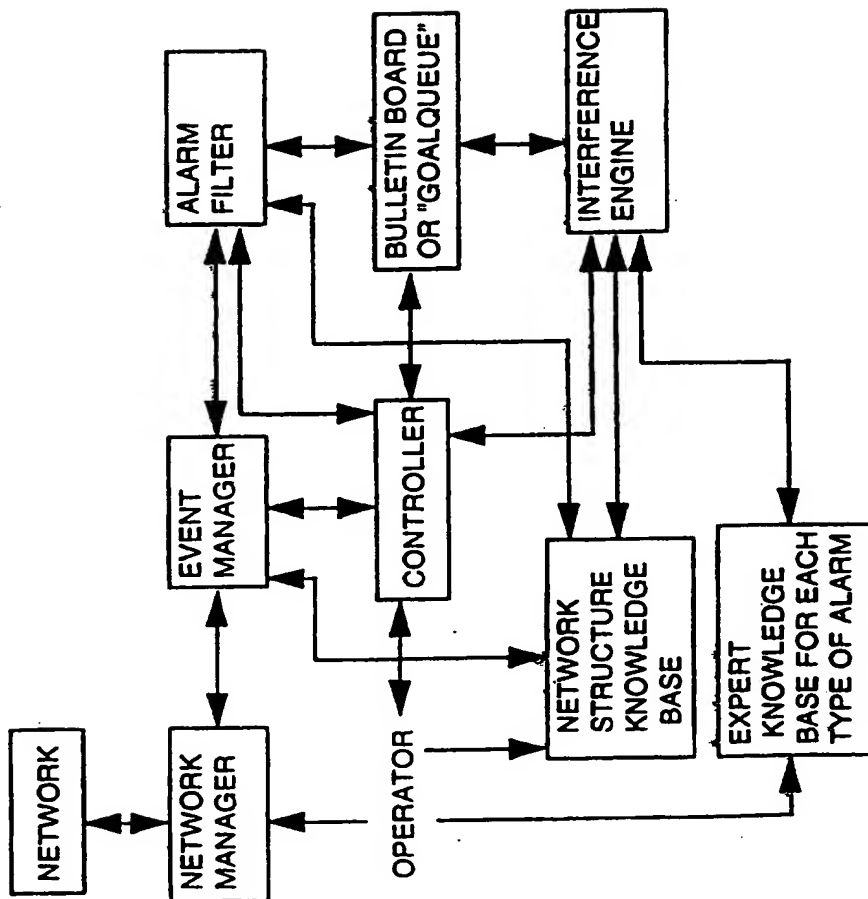 NETWORK
NETWORK
MANAGER
OPERATOR
EVENT
MANAGER
CONTROLLER
NETWORK
STRUCTURE
KNOWLEDGE
BASE
EXPERT
KNOWLEDGE
BASE FOR EACH
TYPE OF ALARM
ALARM
FILTER
BULLETIN BOARD
OR "GOALQUEUE"
INTERFERENCE
ENGINE